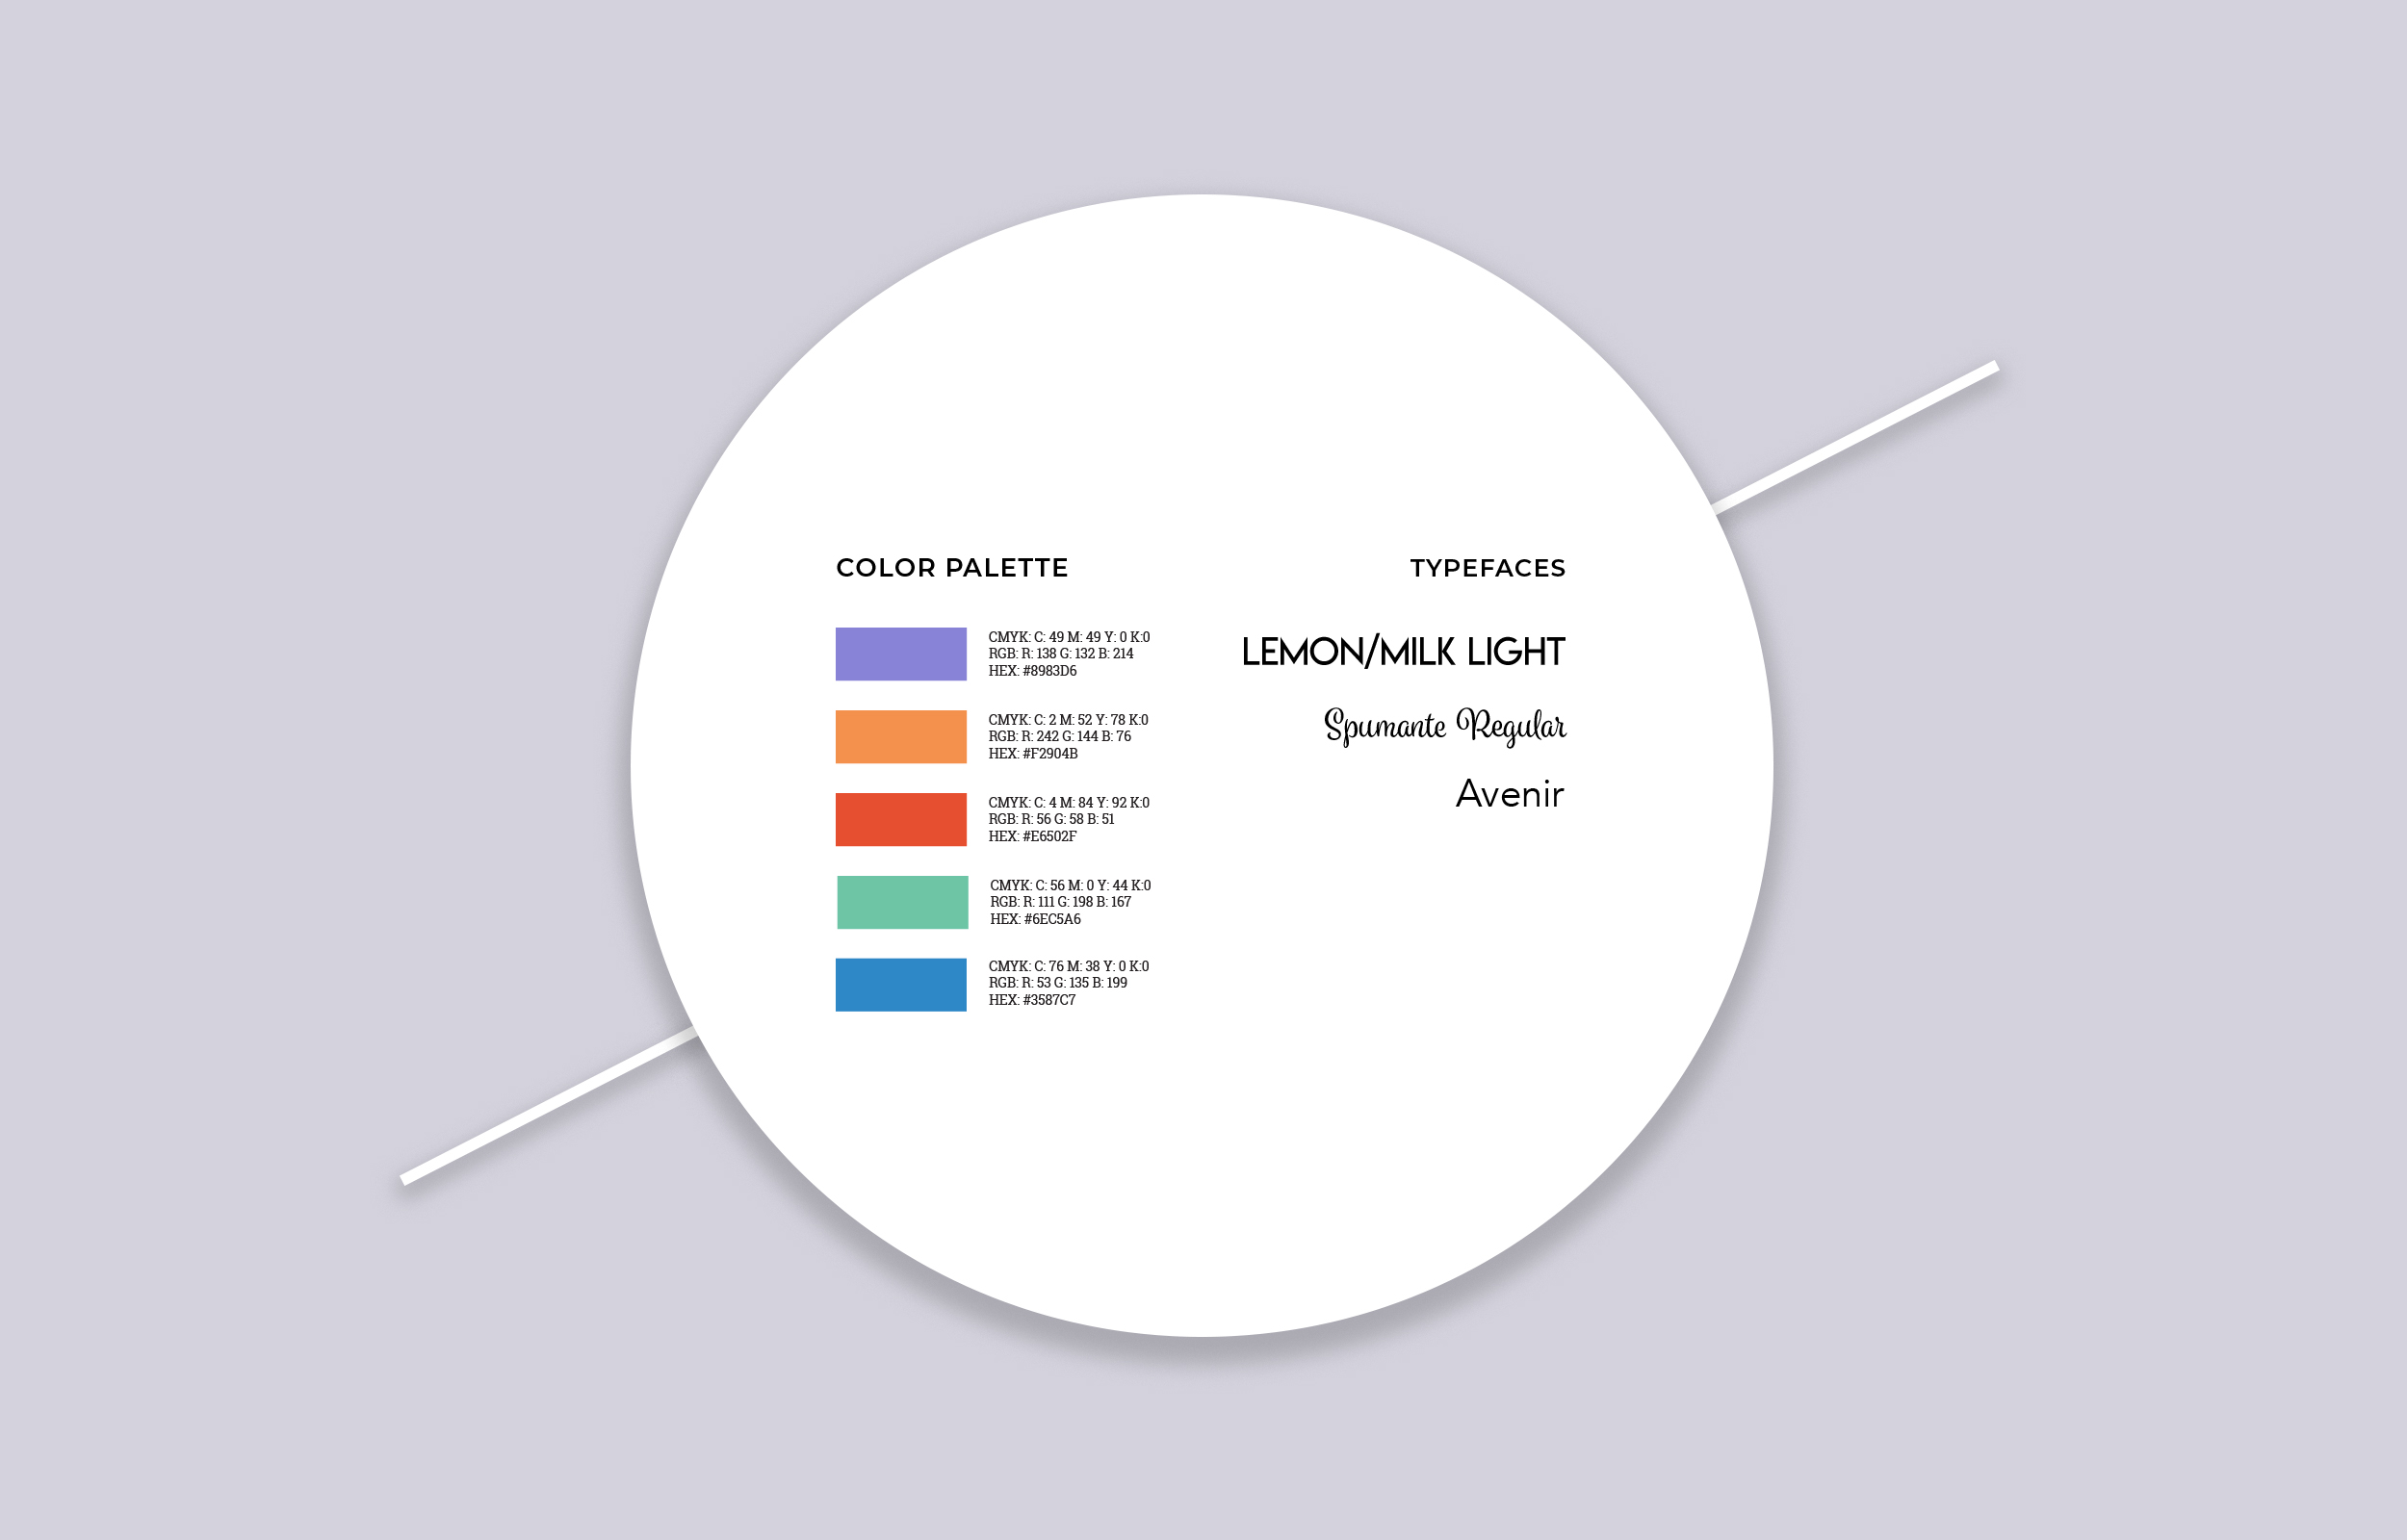 COLOR PALETTE
CMYK: C: 49 M: 49 Y: 0 K:0
RGB: R: 138 G: 132 B: 214
HEX: #8983D6
CMYK: C: 2 M: 52 Y: 78 K:0
RGB: R: 242 G: 144 B: 76
HEX: #F2904B
CMYK: C: 4 M: 84 Y: 92 K:0
RGB: R: 56 G: 58 B: 51
HEX: #E6502F
CMYK: C: 56 M: 0 Y: 44 K:0
RGB: R: 111 G: 198 B: 167
HEX: #6EC5A6
CMYK: C: 76 M: 38 Y: 0 K:0
RGB: R: 53 G: 135 B: 199
HEX: #3587C7
TYPEFACES
LEMON/MILK LIGHT
Spumante Regular
Avenir